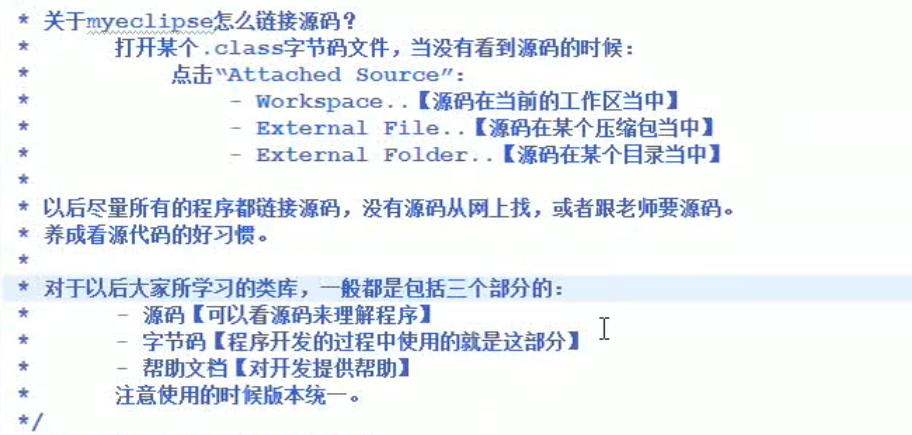 * 关于myeclipse怎么链接源码？
* 打开某个.class字节码文件，当没有看到源码的时候：
* 点击“Attached Source”：
* - Workspace..【源码在当前的工作区当中】
* - External File..【源码在某个压缩包当中】
* - External Folder..【源码在某个目录当中】
*
* 以后尽量所有的程序都链接源码，没有源码从网上找，或者跟老师要源码。
* 养成看源代码的好习惯。
*
* 对于以后大家所学习的类库，一般都是包括三个部分的：
* - 源码【可以看源码来理解程序】
* - 字节码【程序开发的过程中使用的就是这部分】
* - 帮助文档【对开发提供帮助】
* 注意使用的时候版本统一。
*/